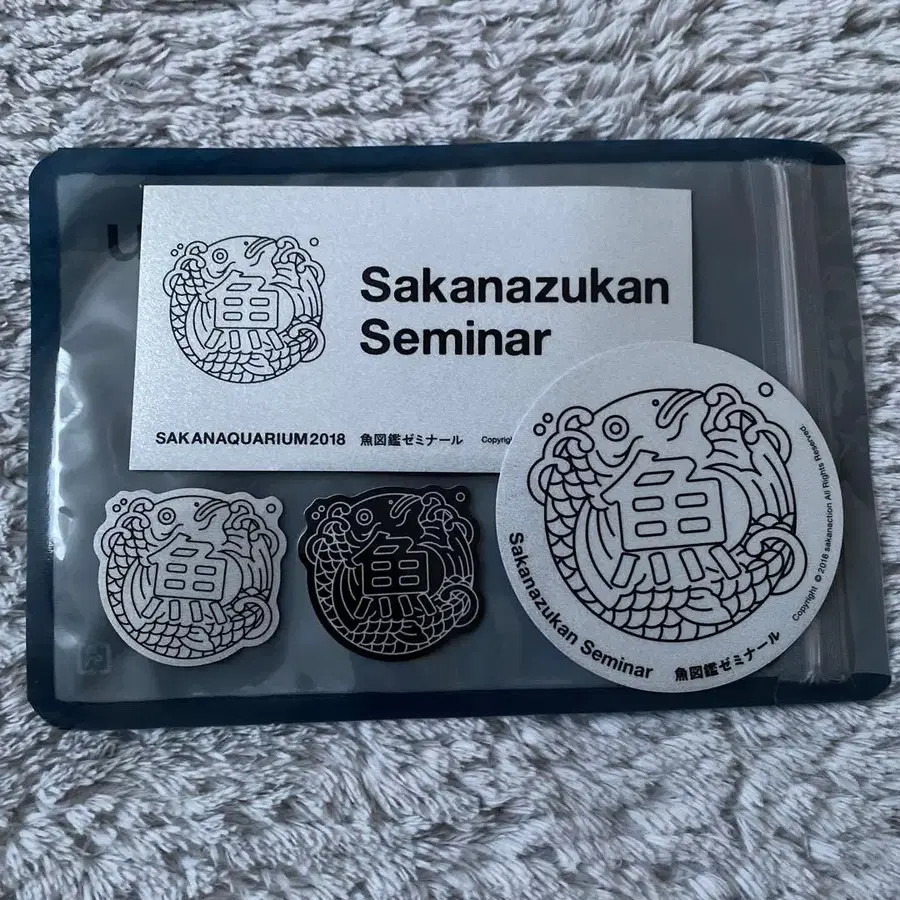 U
魚
Sakanazukan
Seminar
SAKANAQUARIUM2018 魚図鑑ゼミナール
魚
魚
魚
Sakanazukan Seminar 魚図鑑ゼミナール
Copyright © 2018 sakanaction All Rights Reserved.